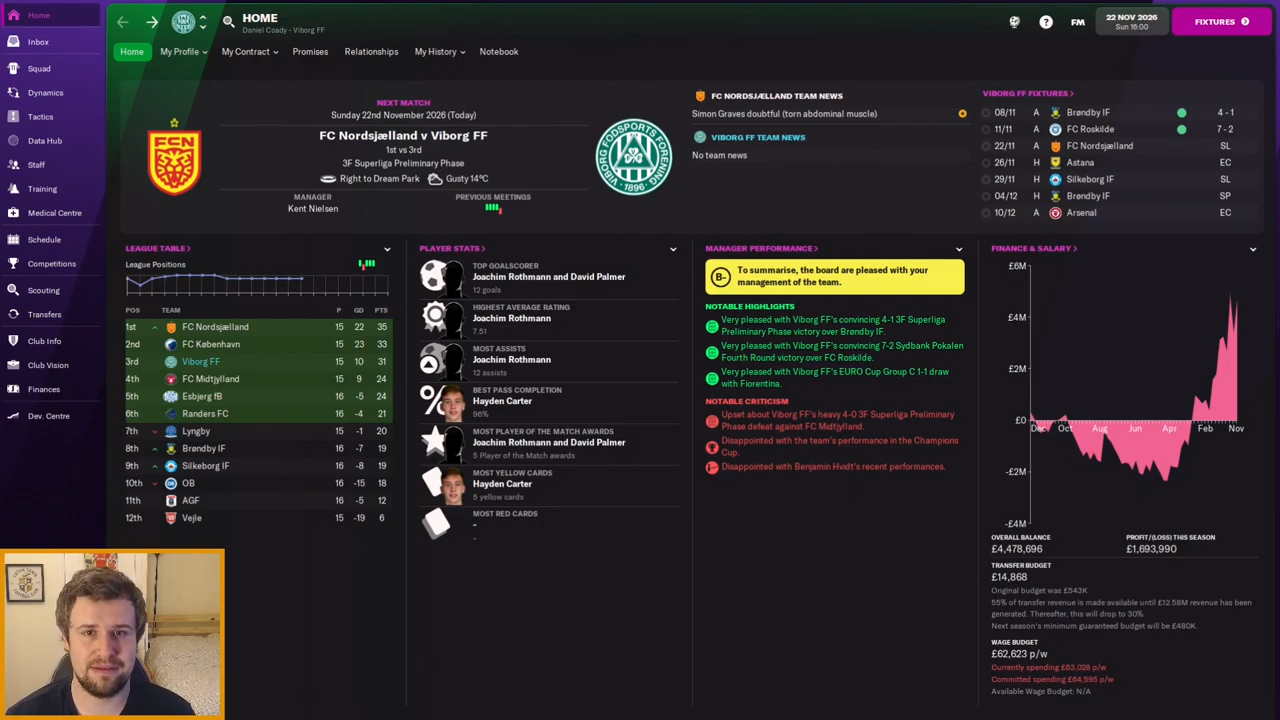 Home
Inbox
Squad
Dynamics
Tactics
Data Hub
Staff
Training
Medical Centre
Schedule
Competitions
Scouting
Transfers
Club Info
Club Vision
Finances
Dev. Centre
HOME
Daniel Coady - Viborg FF
?
FM
22 NOV 2026
Sun 16:00
FIXTURES
Home
My Profile
My Contract
Promises
Relationships
My History
Notebook
FCN
NEXT MATCH
Sunday 22nd November 2026 (Today)
FC Nordsjælland v Viborg FF
1st vs 3rd
3F Superliga Preliminary Phase
Right to Dream Park
Gusty 14°C
MANAGER
Kent Nielsen
PREVIOUS MEETINGS
VIBORG FODSPORTS FORENING
1896
FC NORDSJÆLLAND TEAM NEWS
Simon Graves doubtful (torn abdominal muscle)
VIBORG FF TEAM NEWS
No team news
VIBORG FF FIXTURES
08/11 A Brøndby IF 4 - 1
11/11 A FC Roskilde 7 - 2
22/11 A FC Nordsjælland SL
26/11 H Astana EC
29/11 H Silkeborg IF SL
04/12 H Brøndby IF SP
10/12 A Arsenal EC
LEAGUE TABLE
League Positions
POS TEAM P GD PTS
1st FC Nordsjælland 15 22 35
2nd FC København 15 23 33
3rd Viborg FF 15 10 31
4th FC Midtjylland 15 9 24
5th Esbjerg fB 16 -5 24
6th Randers FC 16 -4 21
7th Lyngby 15 -1 20
8th Brøndby IF 16 -7 19
9th Silkeborg IF 16 -8 19
10th OB 16 -15 18
11th AGF 16 -5 12
12th Vejle 15 -19 6
PLAYER STATS
TOP GOALSCORER
Joachim Rothmann and David Palmer
12 goals
HIGHEST AVERAGE RATING
Joachim Rothmann
7.51
MOST ASSISTS
Joachim Rothmann
12 assists
BEST PASS COMPLETION
Hayden Carter
96%
MOST PLAYER OF THE MATCH AWARDS
Joachim Rothmann and David Palmer
5 Player of the Match awards
MOST YELLOW CARDS
Hayden Carter
5 yellow cards
MOST RED CARDS
-
-
MANAGER PERFORMANCE
B-
To summarise, the board are pleased with your
management of the team.
NOTABLE HIGHLIGHTS
Very pleased with Viborg FF's convincing 4-1 3F Superliga
Preliminary Phase victory over Brøndby IF.
Very pleased with Viborg FF's convincing 7-2 Sydbank Pokalen
Fourth Round victory over FC Roskilde.
Very pleased with Viborg FF's EURO Cup Group C 1-1 draw
with Fiorentina.
NOTABLE CRITICISM
Upset about Viborg FF's heavy 4-0 3F Superliga Preliminary
Phase defeat against FC Midtjylland.
Disappointed with the team's performance in the Champions
Cup.
Disappointed with Benjamin Hvidt's recent performances.
FINANCE & SALARY
£6M
£4M
£2M
£0
-£2M
-£4M
Dec Oct Aug Jun Apr Feb Nov
OVERALL BALANCE
£4,478,696
PROFIT/(LOSS) THIS SEASON
£1,693,990
TRANSFER BUDGET
£14,868
Original budget was £543K
55% of transfer revenue is made available until £12.58M revenue has been
generated. Thereafter, this will drop to 30%.
Next season's minimum guaranteed budget will be £480K.
WAGE BUDGET
£62,623 p/w
Currently spending £63,028 p/w
Committed spending £64,595 p/w
Available Wage Budget: N/A